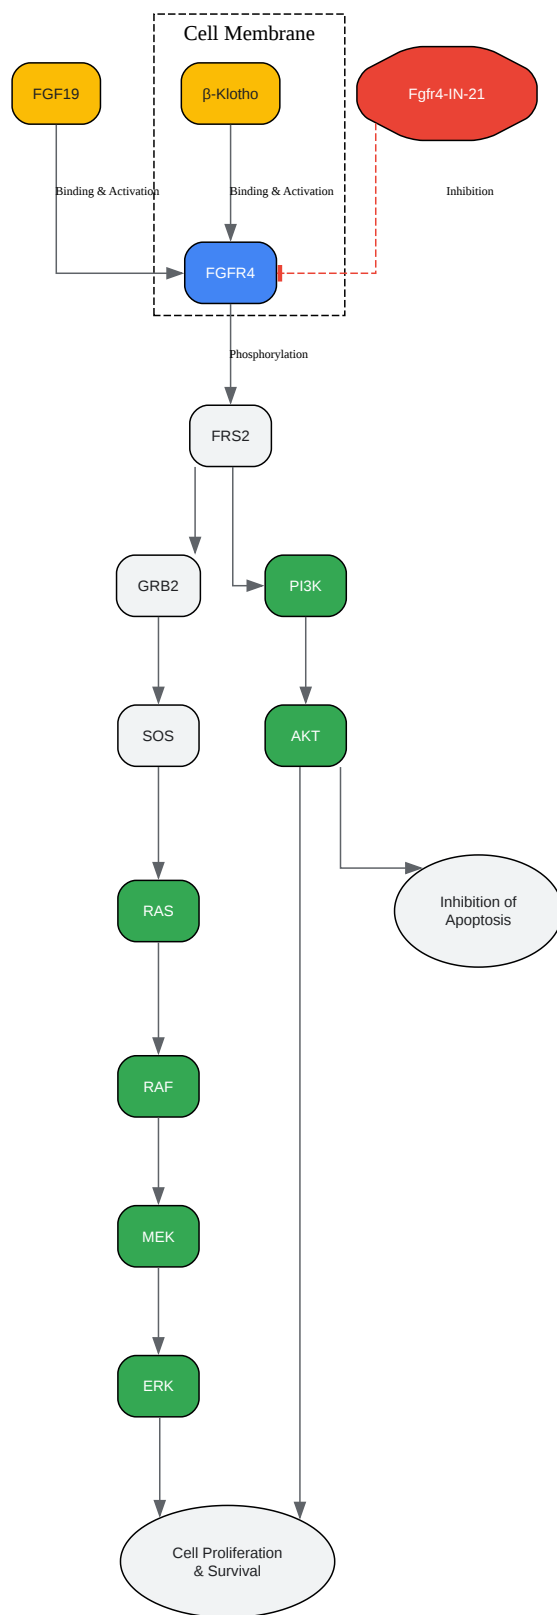 Cell Membrane
FGF19
β-Klotho
Fgfr4-IN-21
Binding & Activation
Binding & Activation
Inhibition
FGFR4
Phosphorylation
FRS2
GRB2
PI3K
SOS
AKT
RAS
Inhibition of
Apoptosis
RAF
MEK
ERK
Cell Proliferation
& Survival